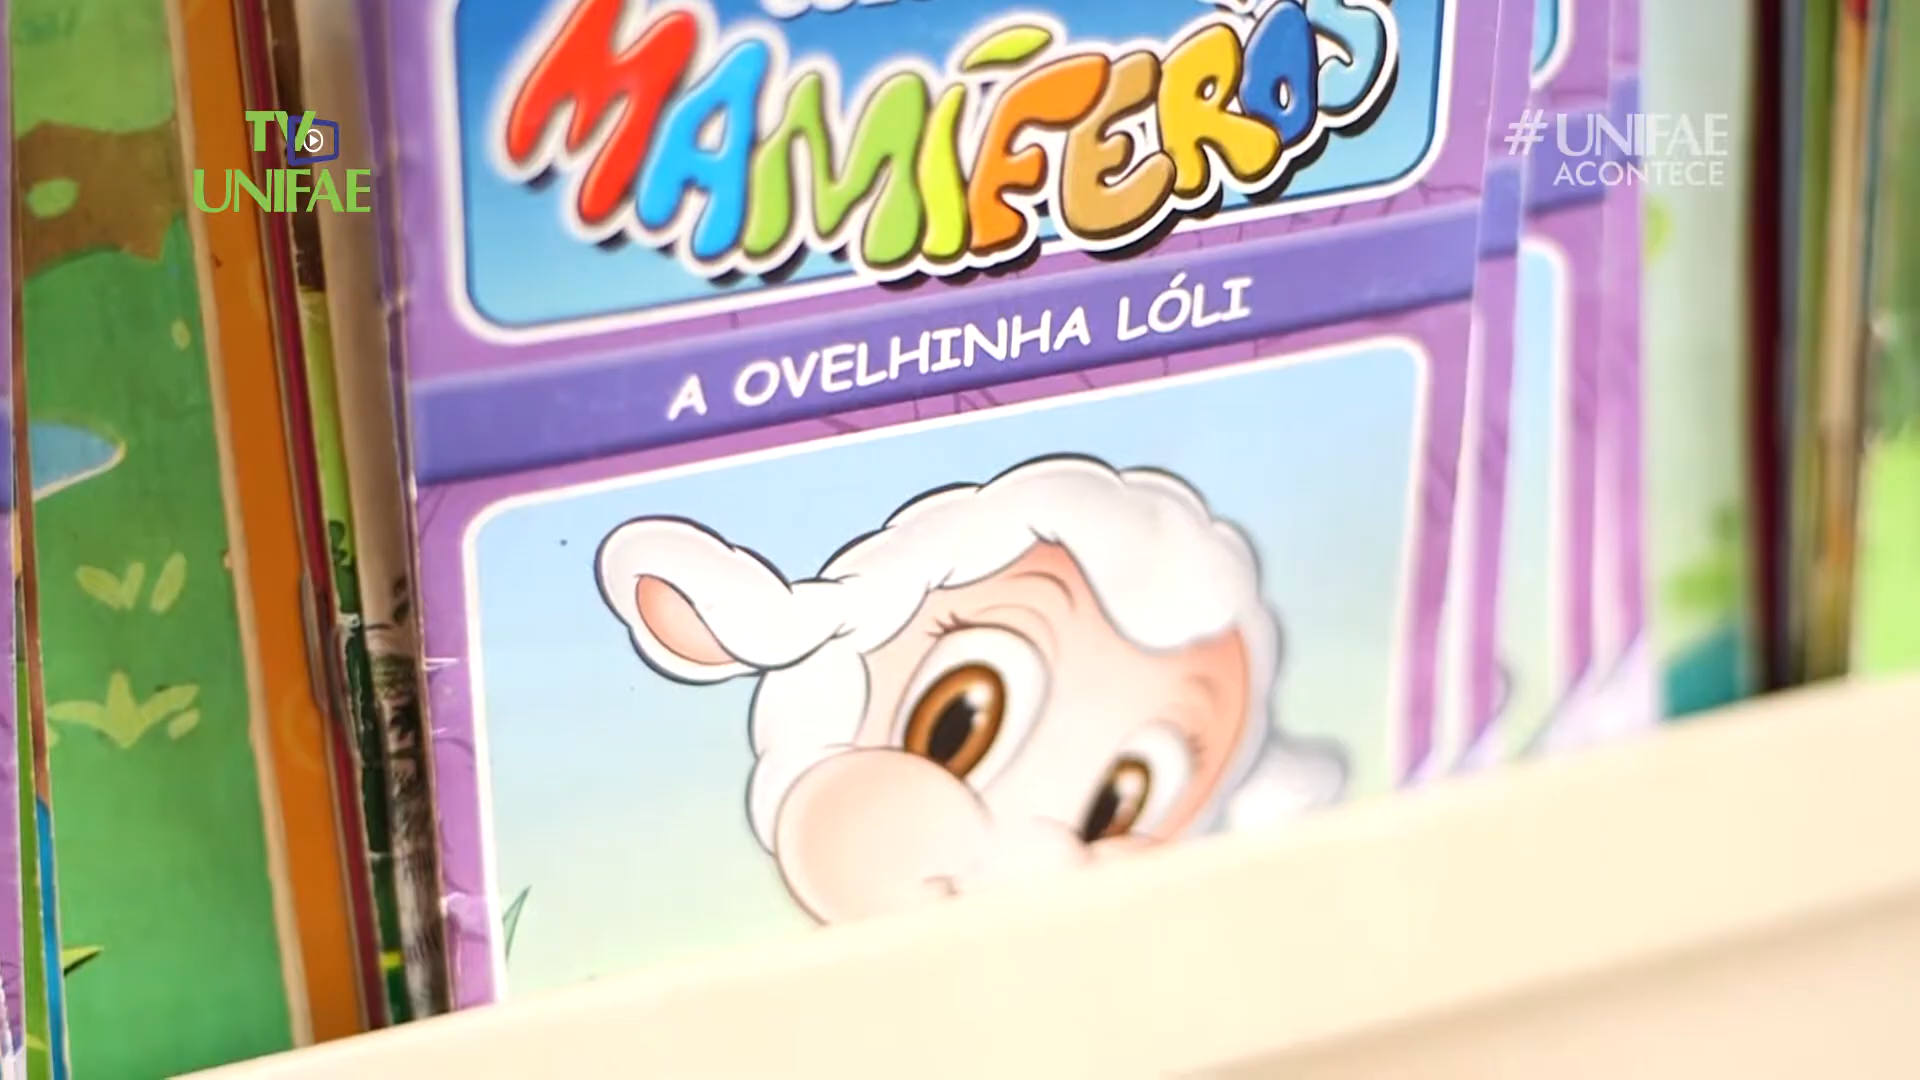 MAMÍFEROS
A OVELHINHA LÓLI
TV
UNIFAE
#UNIFAE
ACONTECE